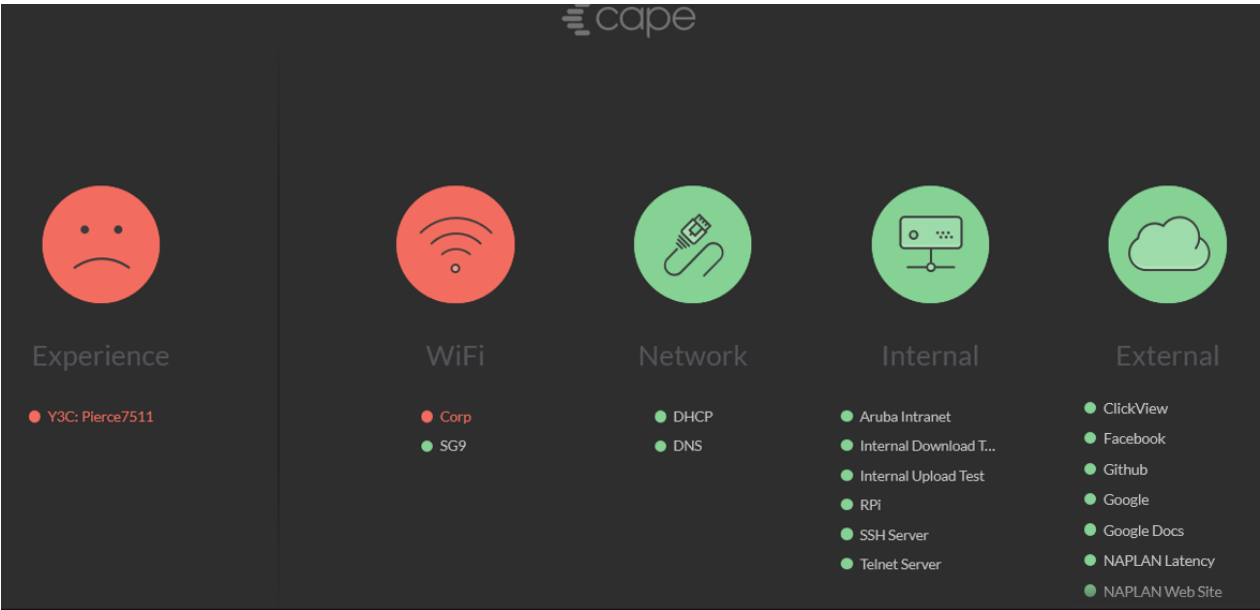 cape
Experience
Y3C: Pierce7511
WiFi
Corp
SG9
Network
DHCP
DNS
Internal
Aruba Intranet
Internal Download T...
Internal Upload Test
RPi
SSH Server
Telnet Server
External
ClickView
Facebook
Github
Google
Google Docs
NAPLAN Latency
NAPLAN Web Site